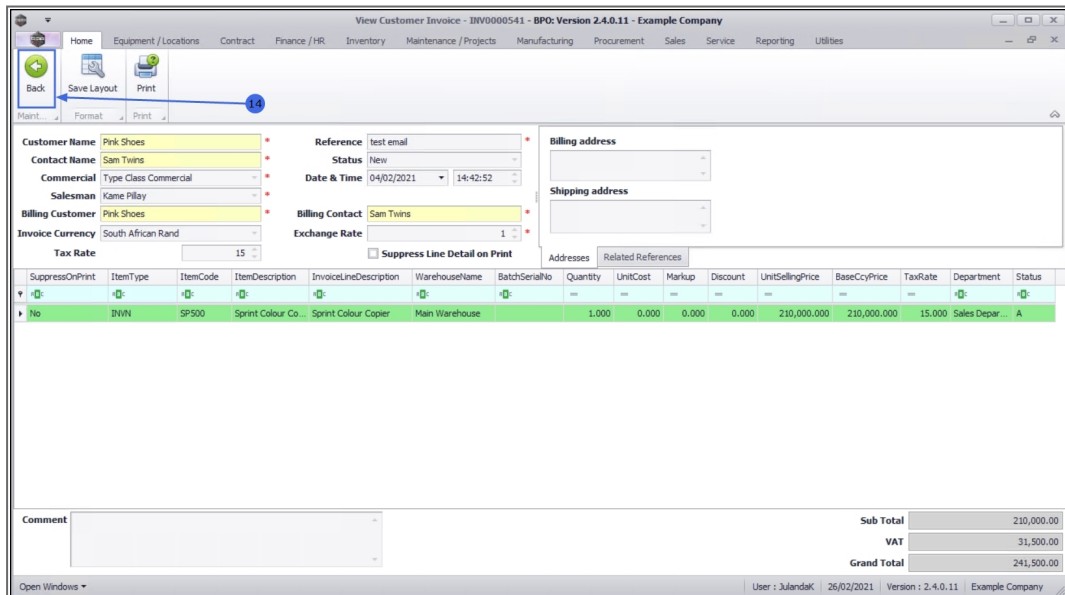 View Customer Invoice - INV0000541 - BPO: Version 2.4.0.11 - Example Company
Home Equipment / Locations Contract Finance / HR Inventory Maintenance / Projects Manufacturing Procurement Sales Service Reporting Utilities
Back Save Layout Print
14
Maint... Format Print
Customer Name Pink Shoes * Reference test email * Billing address
Contact Name Sam Twins * Status New
Commercial Type Class Commercial * Date & Time 04/02/2021 14:42:52
Salesman Kame Pillay * Shipping address
Billing Customer Pink Shoes * Billing Contact Sam Twins *
Invoice Currency South African Rand Exchange Rate 1 *
Tax Rate 15 Suppress Line Detail on Print Addresses Related References
SuppressOnPrint ItemType ItemCode ItemDescription InvoiceLineDescription WarehouseName BatchSerialNo Quantity UnitCost Markup Discount UnitSellingPrice BaseCcyPrice TaxRate Department Status
No INVN SP500 Sprint Colour Co... Sprint Colour Copier Main Warehouse 1.000 0.000 0.000 0.000 210,000.000 210,000.000 15.000 Sales Depar... A
Comment Sub Total 210,000.00
VAT 31,500.00
Grand Total 241,500.00
Open Windows User : JulandaK 26/02/2021 Version : 2.4.0.11 Example Company